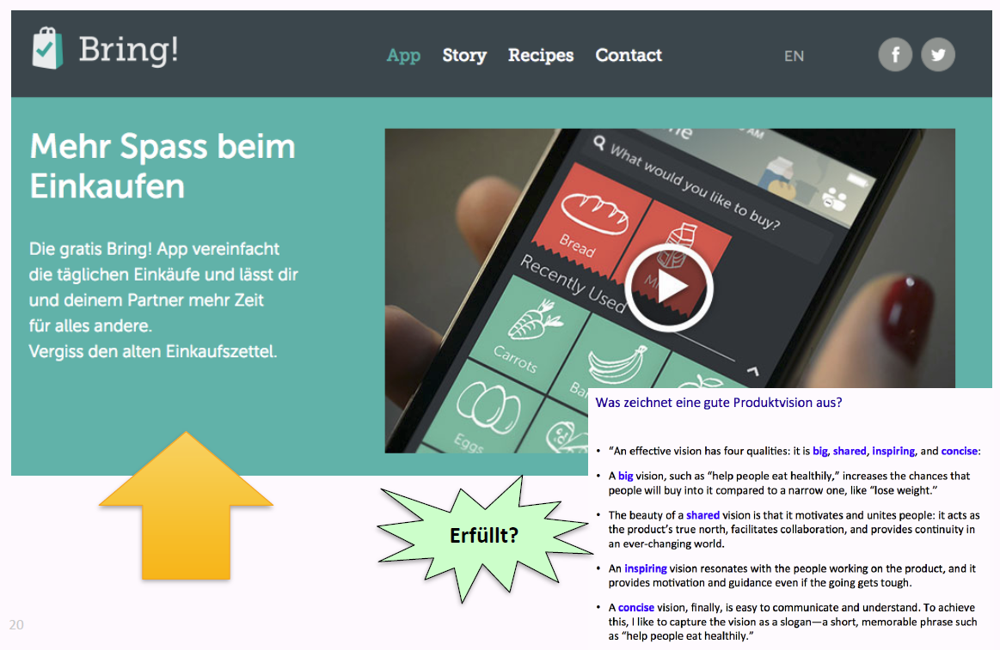 Bring!
App Story Recipes Contact
EN
Mehr Spass beim
Einkaufen
Die gratis Bring! App vereinfacht
die täglichen Einkäufe und lässt dir
und deinem Partner mehr Zeit
für alles andere.
Vergiss den alten Einkaufszettel.
AM
What would you like to buy?
Bread
Recently Used
Carrots
Eggs
Erfüllt?
Was zeichnet eine gute Produktvision aus?
• “An effective vision has four qualities: it is big, shared, inspiring, and concise:
• A big vision, such as “help people eat healthily,” increases the chances that
people will buy into it compared to a narrow one, like “lose weight.”
• The beauty of a shared vision is that it motivates and unites people: it acts as
the product’s true north, facilitates collaboration, and provides continuity in
an ever-changing world.
• An inspiring vision resonates with the people working on the product, and it
provides motivation and guidance even if the going gets tough.
• A concise vision, finally, is easy to communicate and understand. To achieve
this, I like to capture the vision as a slogan—a short, memorable phrase such
as “help people eat healthily.”
20